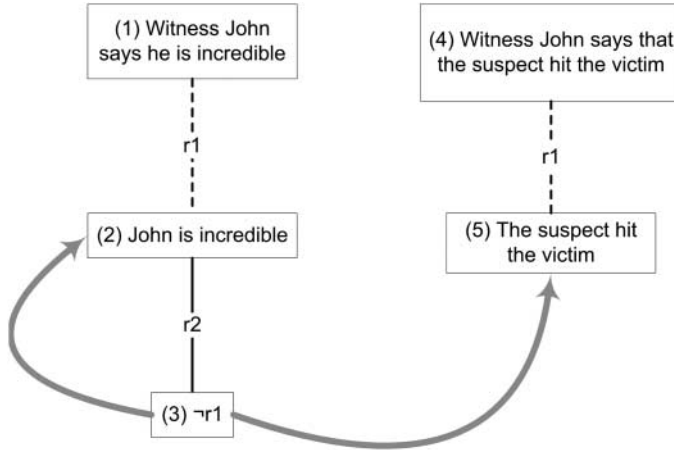 (1) Witness John
says he is incredible
r1
(2) John is incredible
r2
(3) ¬r1
(4) Witness John says that
the suspect hit the victim
r1
(5) The suspect hit
the victim